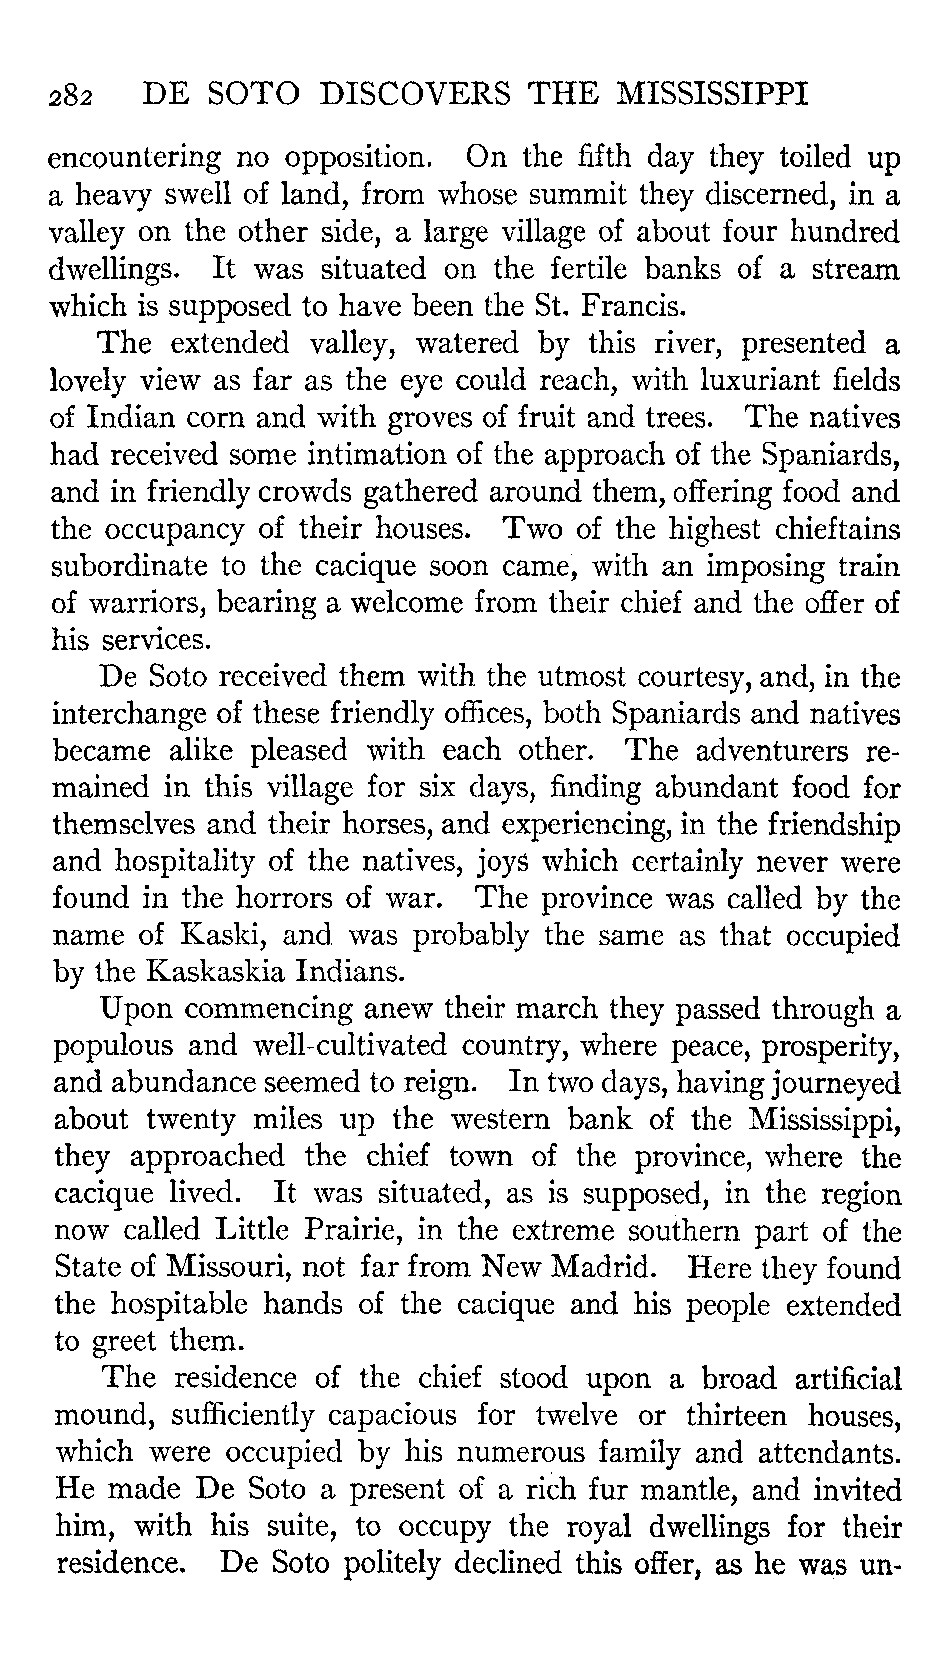 282 DE SOTO DISCOVERS THE MISSISSIPPI
encountering no opposition. On the fifth day they toiled up
a heavy swell of land, from whose summit they discerned, in a
valley on the other side, a large village of about four hundred
dwellings. It was situated on the fertile banks of a stream
which is supposed to have been the St. Francis.
The extended valley, watered by this river, presented a
lovely view as far as the eye could reach, with luxuriant fields
of Indian corn and with groves of fruit and trees. The natives
had received some intimation of the approach of the Spaniards,
and in friendly crowds gathered around them, offering food and
the occupancy of their houses. Two of the highest chieftains
subordinate to the cacique soon came, with an imposing train
of warriors, bearing a welcome from their chief and the offer of
his services.
De Soto received them with the utmost courtesy, and, in the
interchange of these friendly offices, both Spaniards and natives
became alike pleased with each other. The adventurers re-
mained in this village for six days, finding abundant food for
themselves and their horses, and experiencing, in the friendship
and hospitality of the natives, joys which certainly never were
found in the horrors of war. The province was called by the
name of Kaski, and was probably the same as that occupied
by the Kaskaskia Indians.
Upon commencing anew their march they passed through a
populous and well-cultivated country, where peace, prosperity,
and abundance seemed to reign. In two days, having journeyed
about twenty miles up the western bank of the Mississippi,
they approached the chief town of the province, where the
cacique lived. It was situated, as is supposed, in the region
now called Little Prairie, in the extreme southern part of the
State of Missouri, not far from New Madrid. Here they found
the hospitable hands of the cacique and his people extended
to greet them.
The residence of the chief stood upon a broad artificial
mound, sufficiently capacious for twelve or thirteen houses,
which were occupied by his numerous family and attendants.
He made De Soto a present of a rich fur mantle, and invited
him, with his suite, to occupy the royal dwellings for their
residence. De Soto politely declined this offer, as he was un-